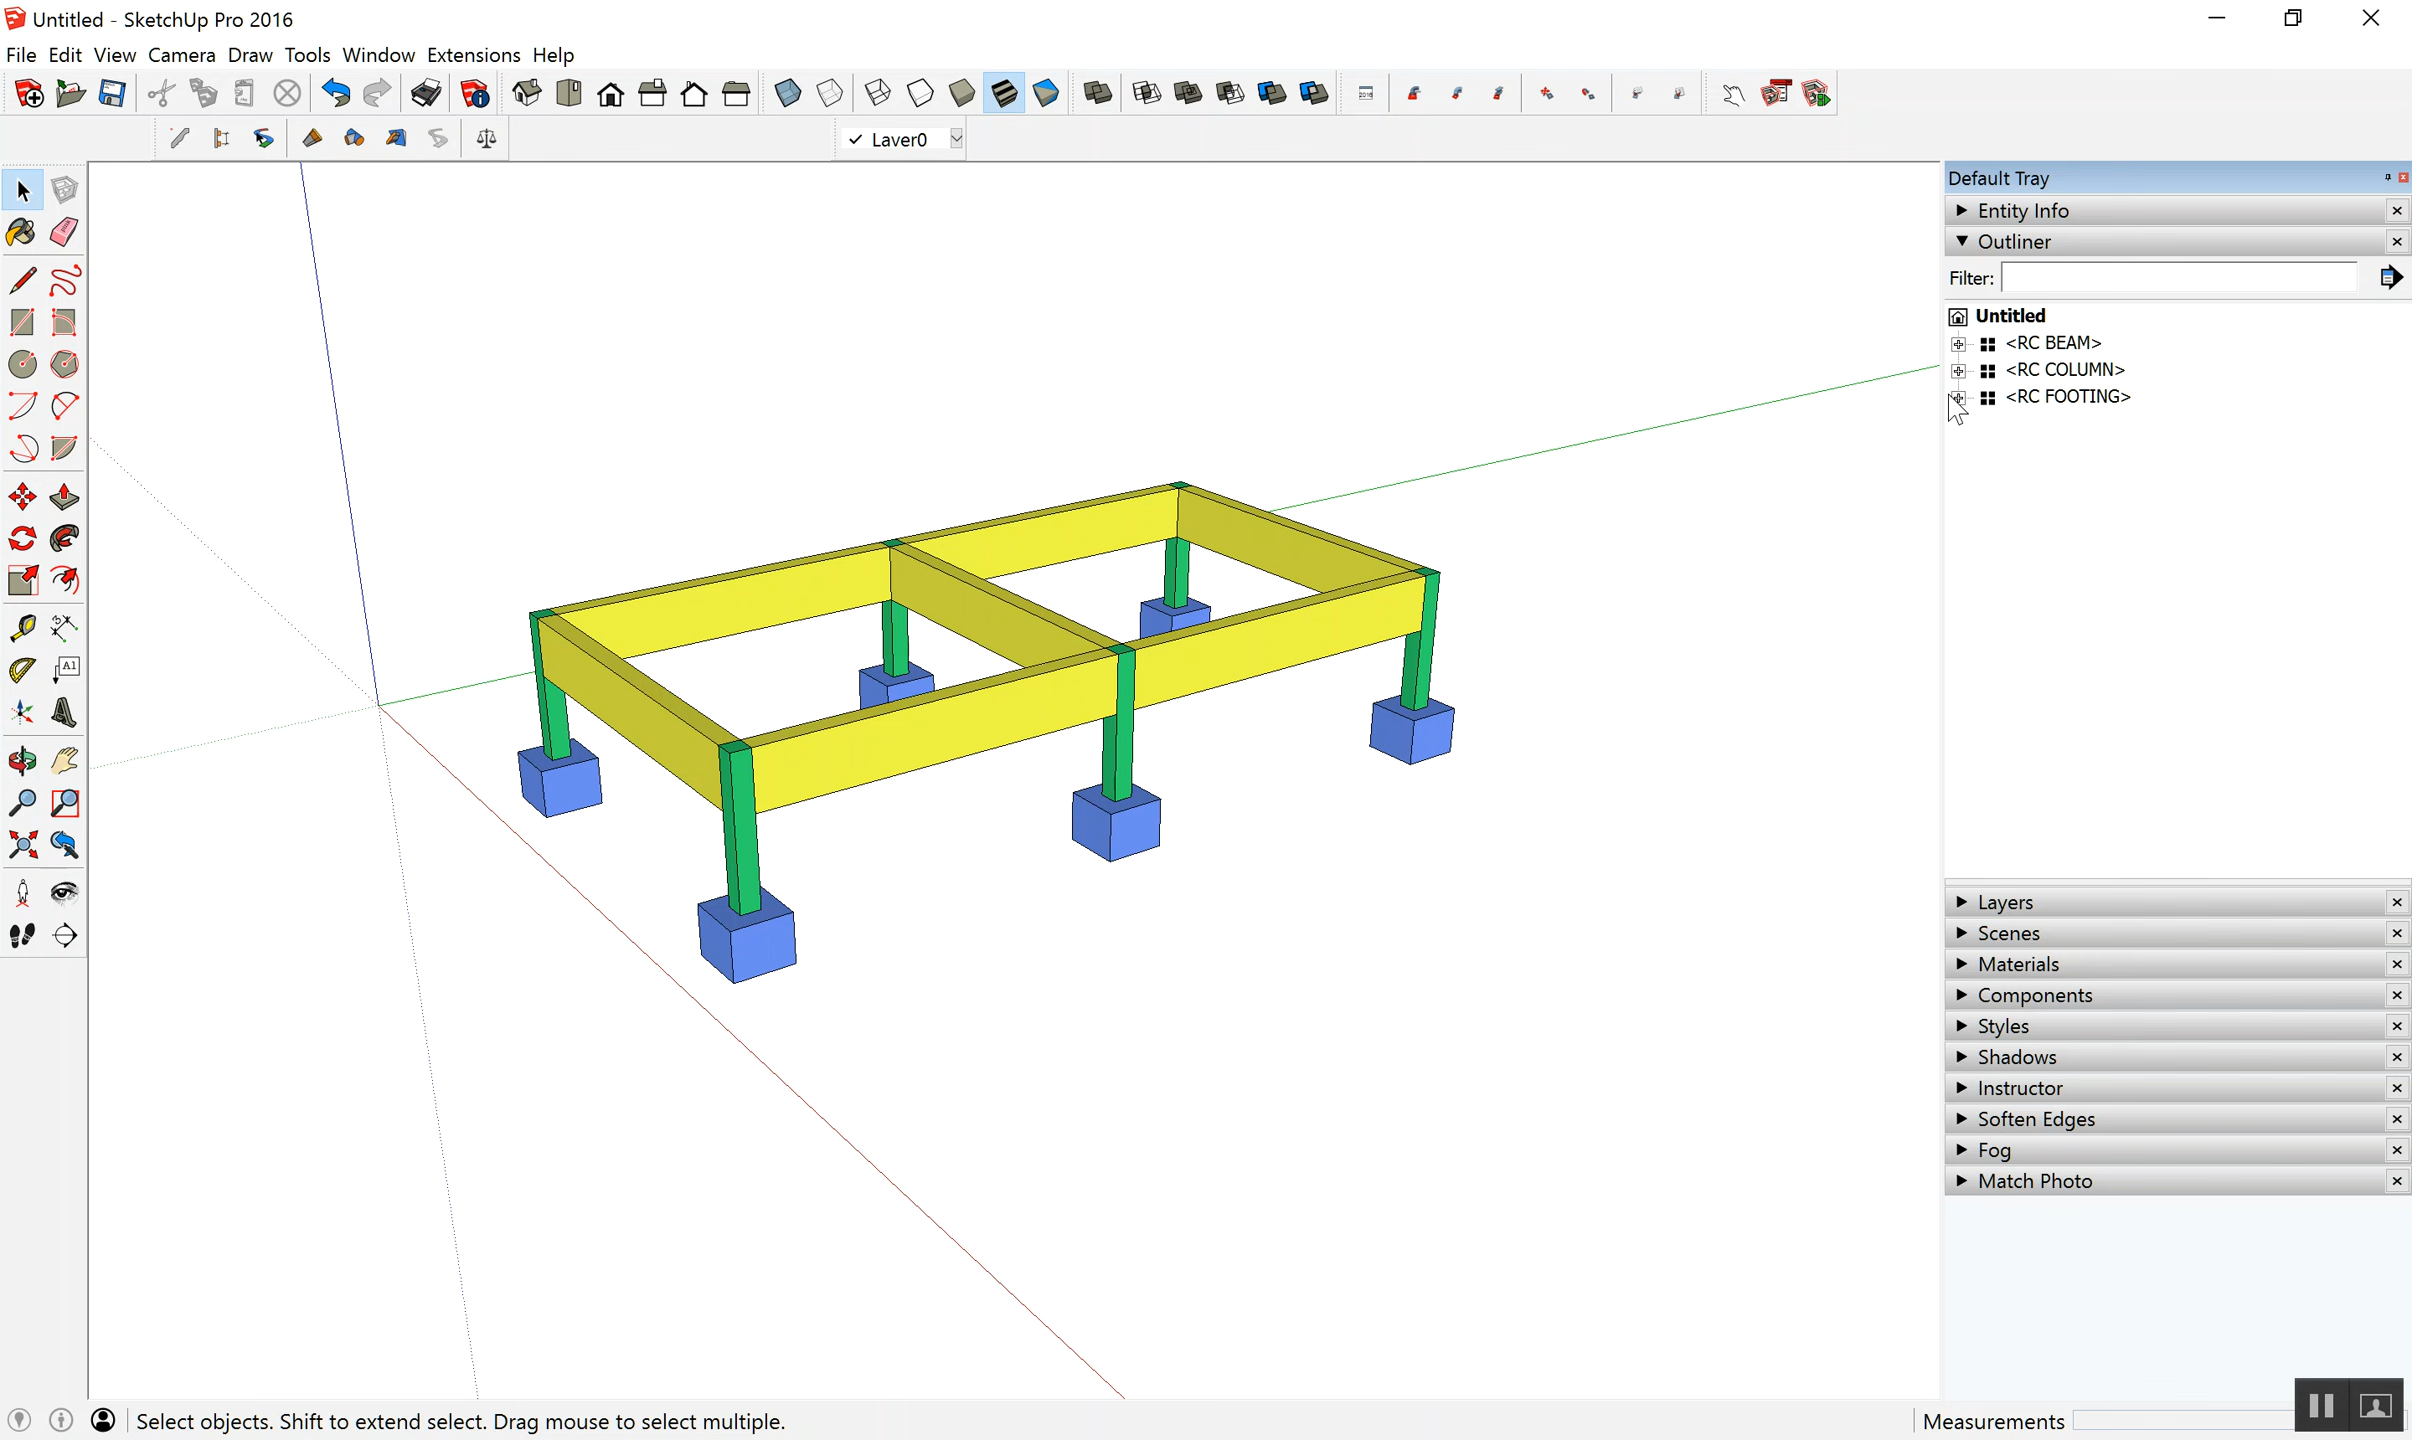 Untitled - SketchUp Pro 2016
File Edit View Camera Draw Tools Window Extensions Help
Layer0
Default Tray
Entity Info
Outliner
Filter:
Untitled
<RC BEAM>
<RC COLUMN>
<RC FOOTING>
A1
Layers
Scenes
Materials
Components
Styles
Shadows
Instructor
Soften Edges
Fog
Match Photo
Select objects. Shift to extend select. Drag mouse to select multiple.
Measurements